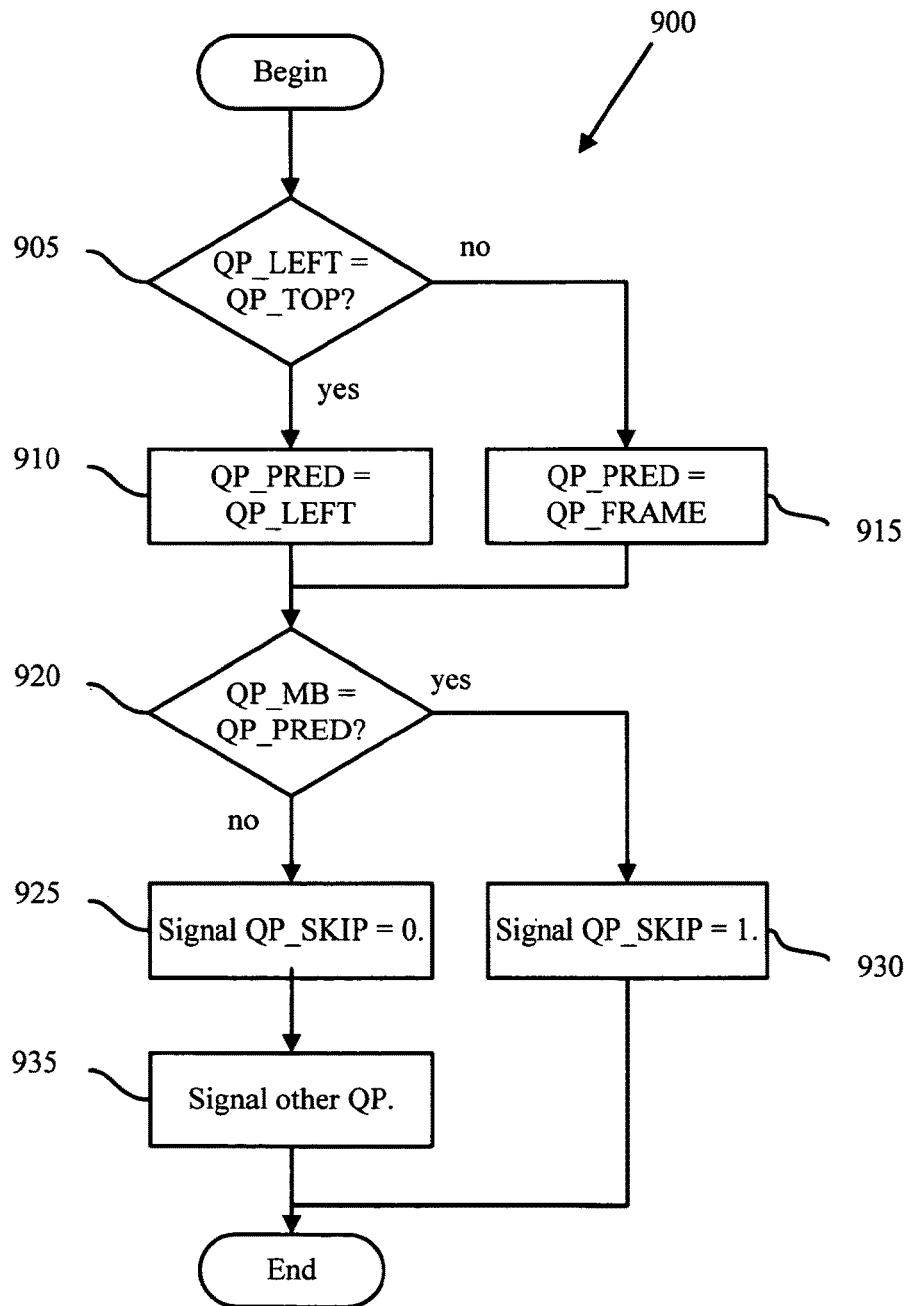 900
Begin
905
QP_LEFT =
QP_TOP?
no
yes
910
QP_PRED =
QP_LEFT
QP_PRED =
QP_FRAME
915
920
QP_MB =
QP_PRED?
yes
no
925
Signal QP_SKIP = 0.
Signal QP_SKIP = 1.
930
935
Signal other QP.
End